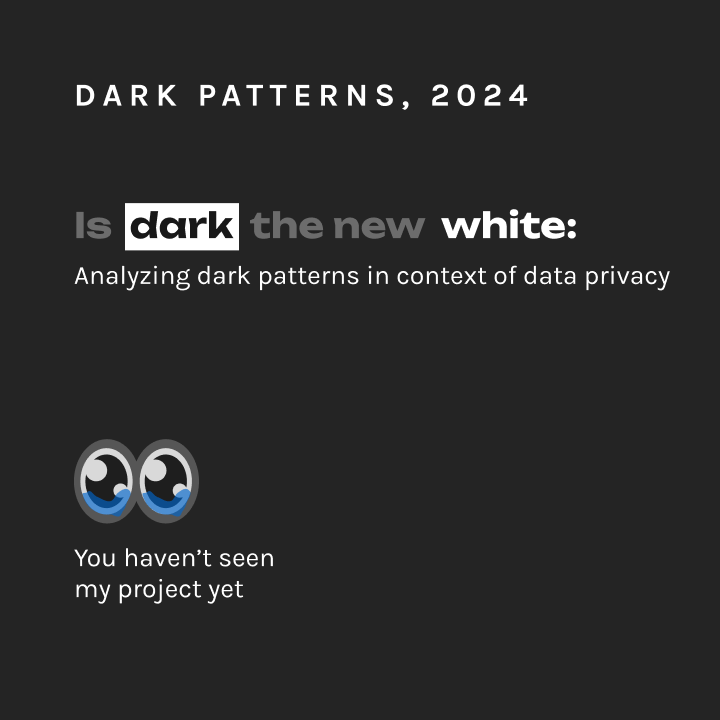 DARK PATTERNS, 2024
Is dark the new white:
Analyzing dark patterns in context of data privacy
You haven’t seen
my project yet